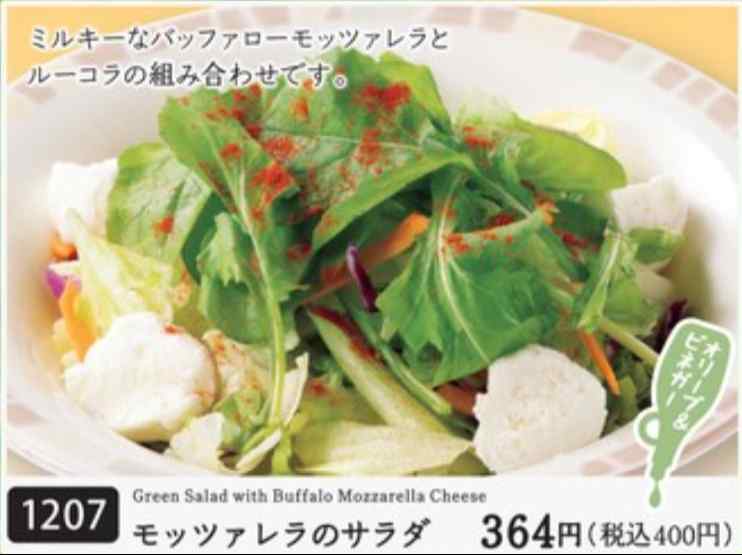 ミルキーなバッファローモッツァレラと
ルーコラの組み合わせです。
オリーブ&
ビネガー
1207
Green Salad with Buffalo Mozzarella Cheese
モッツァレラのサラダ
364円(税込400円)